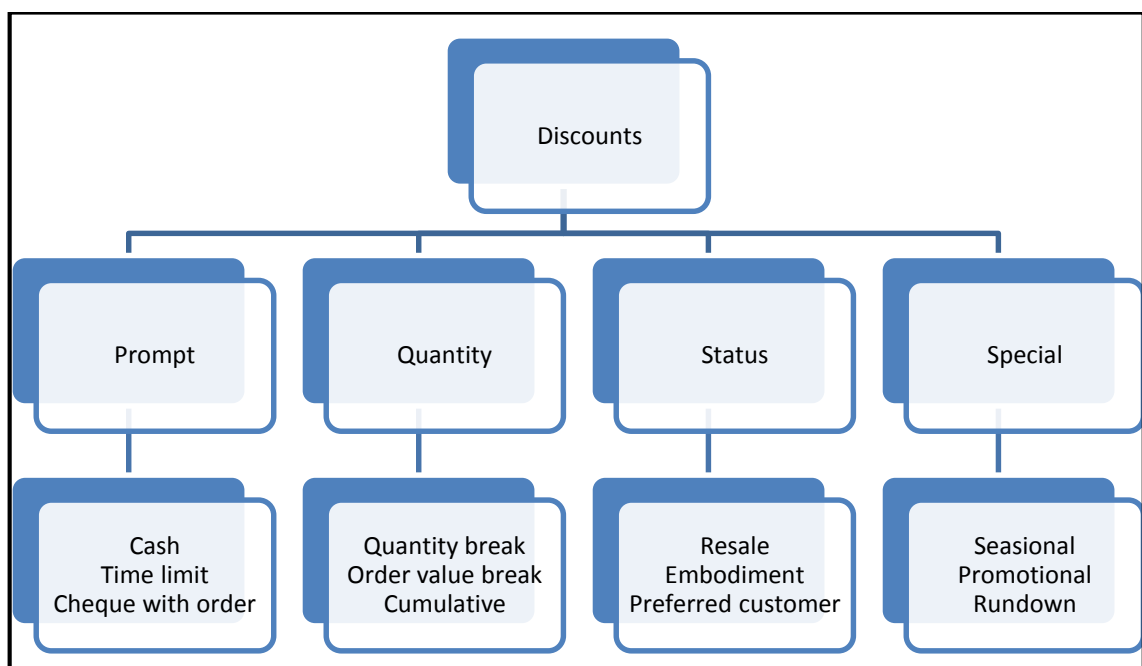 Discounts
Prompt
Quantity
Status
Special
Cash
Time limit
Cheque with order
Quantity break
Order value break
Cumulative
Resale
Embodiment
Preferred customer
Seasional
Promotional
Rundown